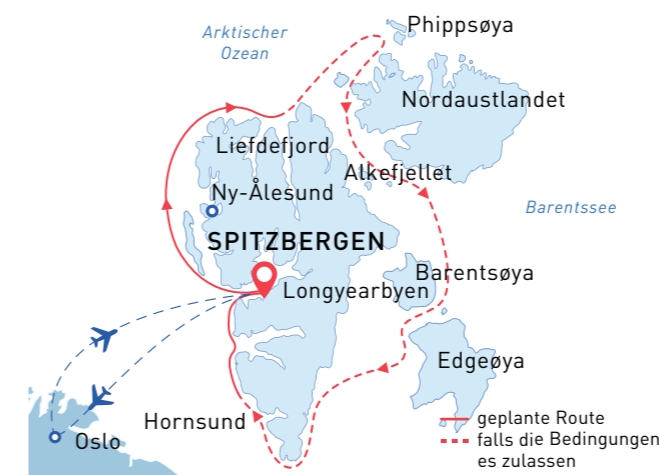 Phippsøya
Arktischer
Ozean
Nordaustlandet
Liefdefjord
Alkefjellet
Ny-Ålesund
Barentssee
SPITZBERGEN
Barentsøya
Longyearbyen
Edgeøya
Hornsund
Oslo
geplante Route
falls die Bedingungen
es zulassen